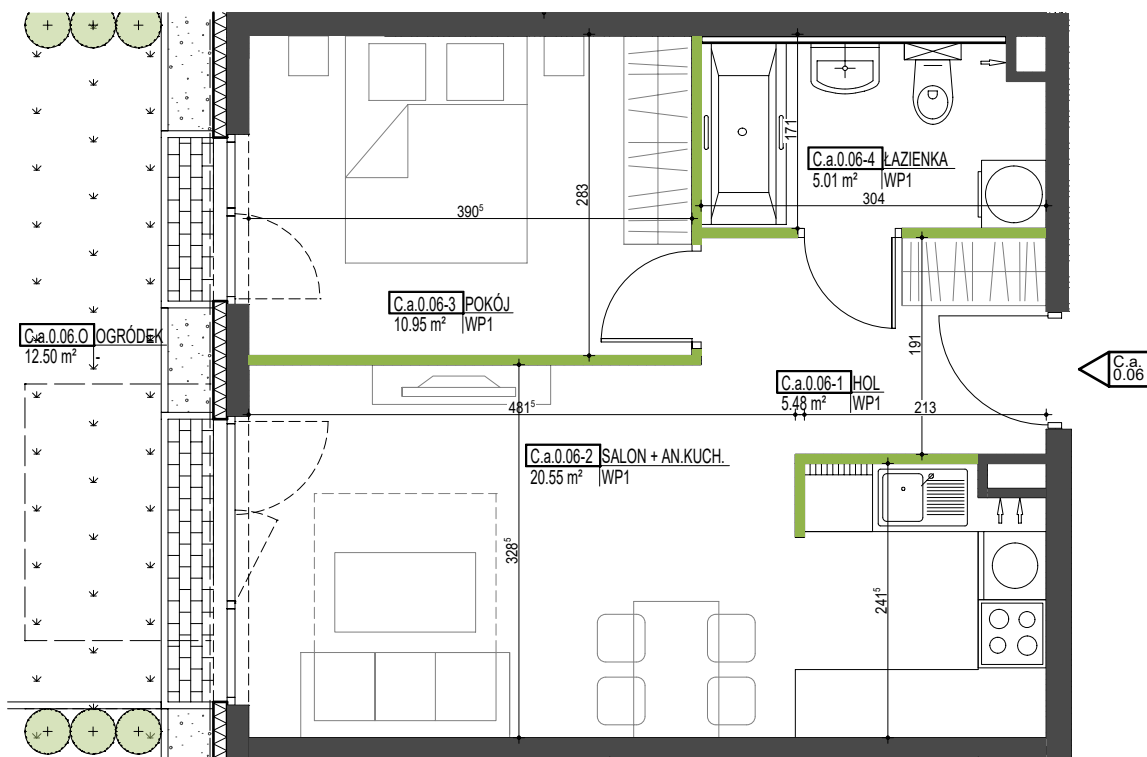 171
C.a.0.06-4 ŁAZIENKA
5.01 m² WP1
304
283
390⁵
C.a.0.06-3 POKÓJ
10.95 m² WP1
C.a.0.06.O OGRÓDEK
12.50 m² -
191
C.a.
0.06
C.a.0.06-1 HOL
5.48 m² WP1
481⁵
213
C.a.0.06-2 SALON + AN.KUCH.
20.55 m² WP1
328⁵
241⁵